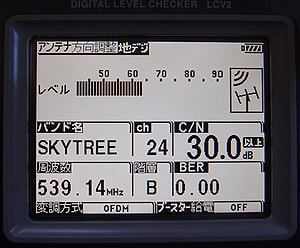 DIGITAL LEVEL CHECKER LCV2
アンテナ方向調整 地デジ
50 60 70 80 90
レベル
バンド名 ch C/N
SKYTREE 24 30.0 以上 dB
周波数 階層 BER
539.14MHz B 0.00
変調方式 OFDM ブースター給電 OFF